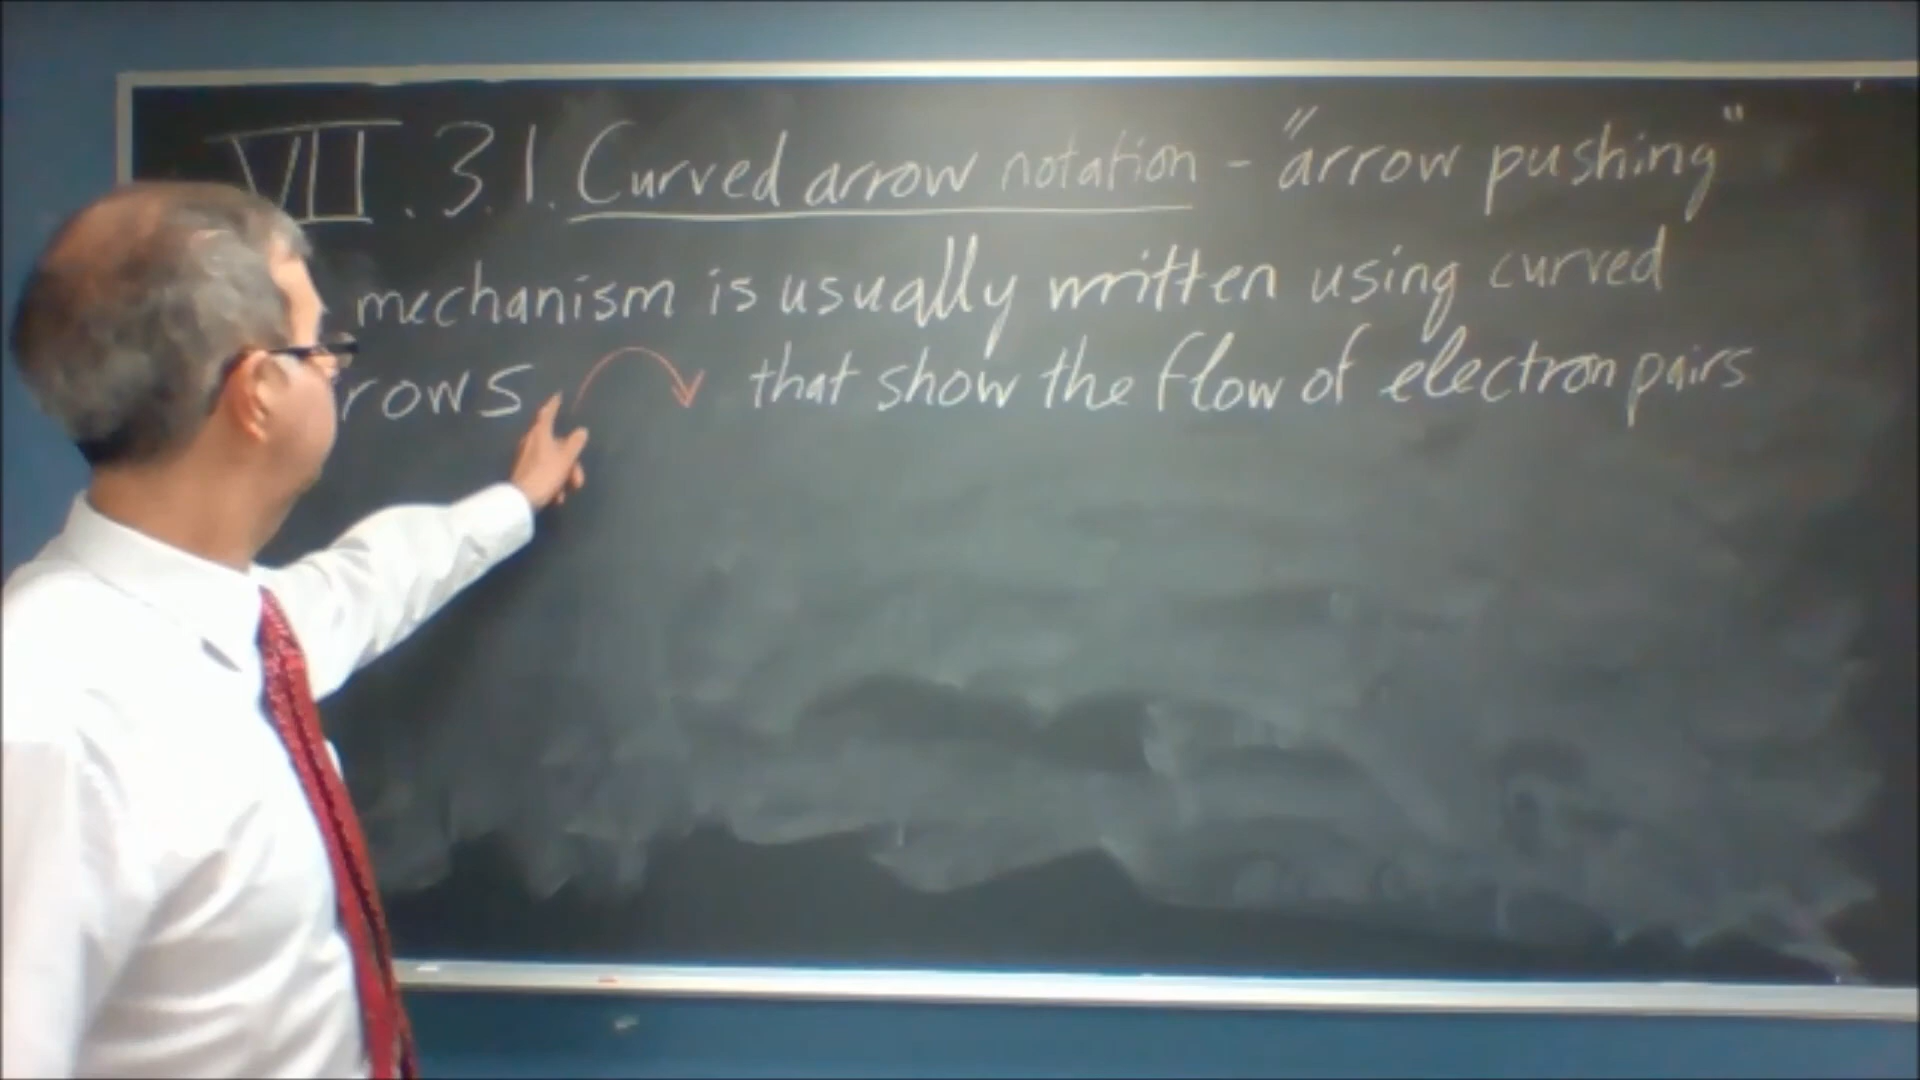 VII.3.1. Curved arrow notation - "arrow pushing"
mechanism is usually written using curved
rows that show the flow of electron pairs